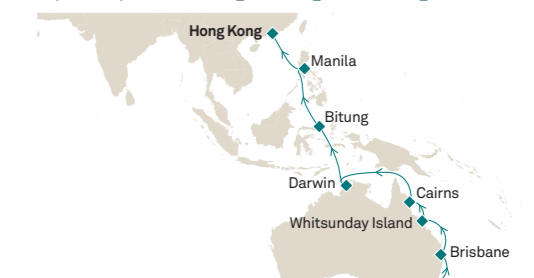 Hong Kong
Manila
Bitung
Darwin
Cairns
Whitsunday Island
Brisbane